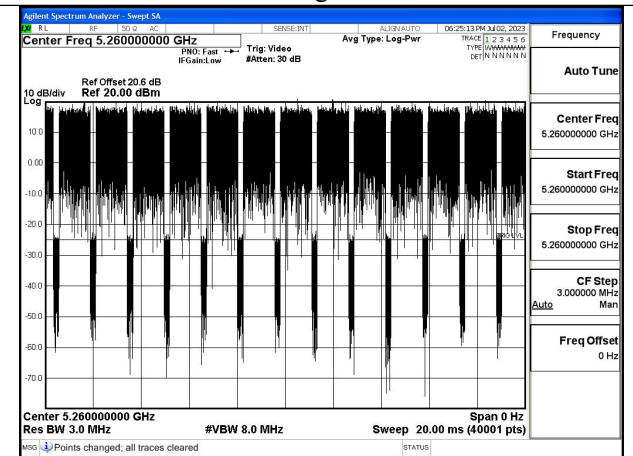 Agilent Spectrum Analyzer - Swept SA
RL RF 50 Ω AC SENSE:INT ALIGN AUTO 06:25:13 PM Jul 02, 2023
Center Freq 5.260000000 GHz
PNO: Fast
IFGain:Low
Trig: Video
#Atten: 30 dB
Avg Type: Log-Pwr
TRACE 1 2 3 4 5 6
TYPE
DET N N N N N N
Ref Offset 20.6 dB
Ref 20.00 dBm
10 dB/div
Log
10.0
0.00
-10.0
-20.0
TRIG LVL
-30.0
-40.0
-50.0
-60.0
-70.0
Center 5.260000000 GHz
Span 0 Hz
Res BW 3.0 MHz
#VBW 8.0 MHz
Sweep 20.00 ms (40001 pts)
MSG Points changed; all traces cleared
STATUS
Frequency
Auto Tune
Center Freq
5.260000000 GHz
Start Freq
5.260000000 GHz
Stop Freq
5.260000000 GHz
CF Step
3.000000 MHz
Auto Man
Freq Offset
0 Hz